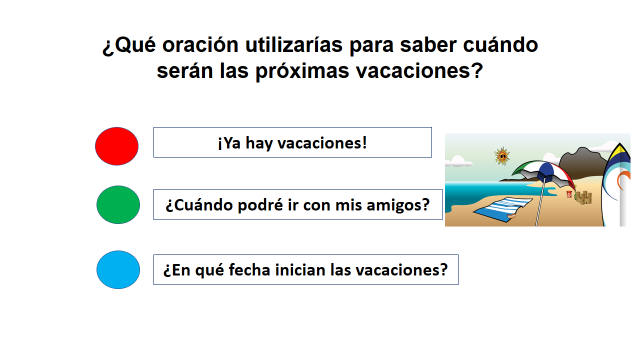 ¿Qué oración utilizarías para saber cuándo
serán las próximas vacaciones?
¡Ya hay vacaciones!
¿Cuándo podré ir con mis amigos?
¿En qué fecha inician las vacaciones?